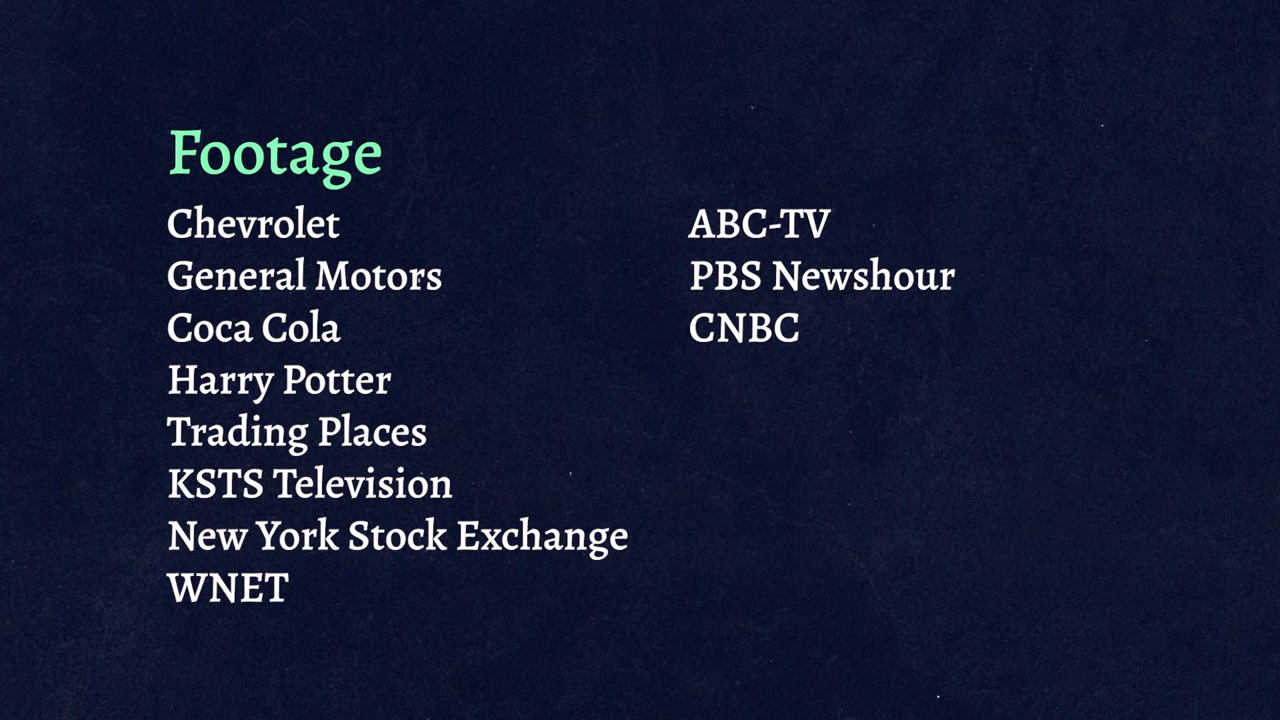 Footage
Chevrolet
General Motors
Coca Cola
Harry Potter
Trading Places
KSTS Television
New York Stock Exchange
WNET
ABC-TV
PBS Newshour
CNBC